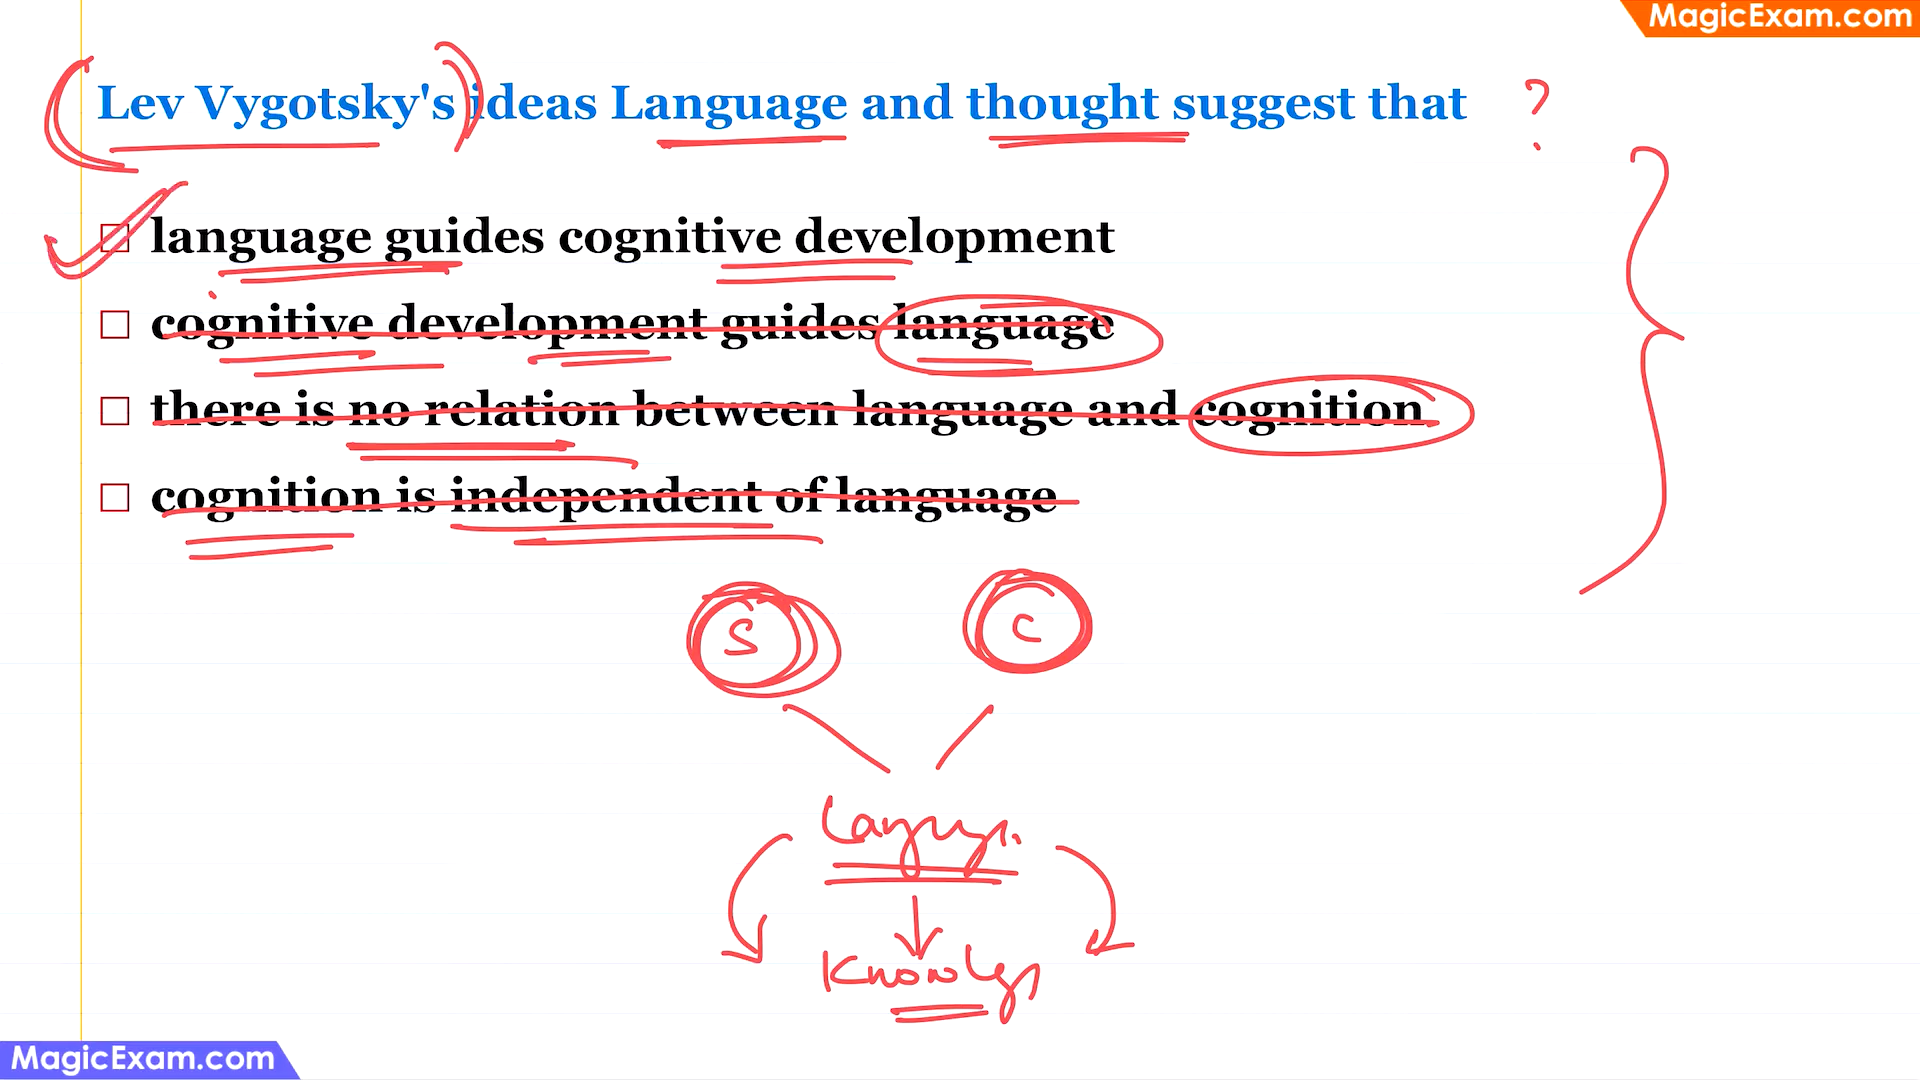 MagicExam.com
Lev Vygotsky's ideas Language and thought suggest that ?
language guides cognitive development
cognitive development guides language
there is no relation between language and cognition
cognition is independent of language
S C
MagicExam.com